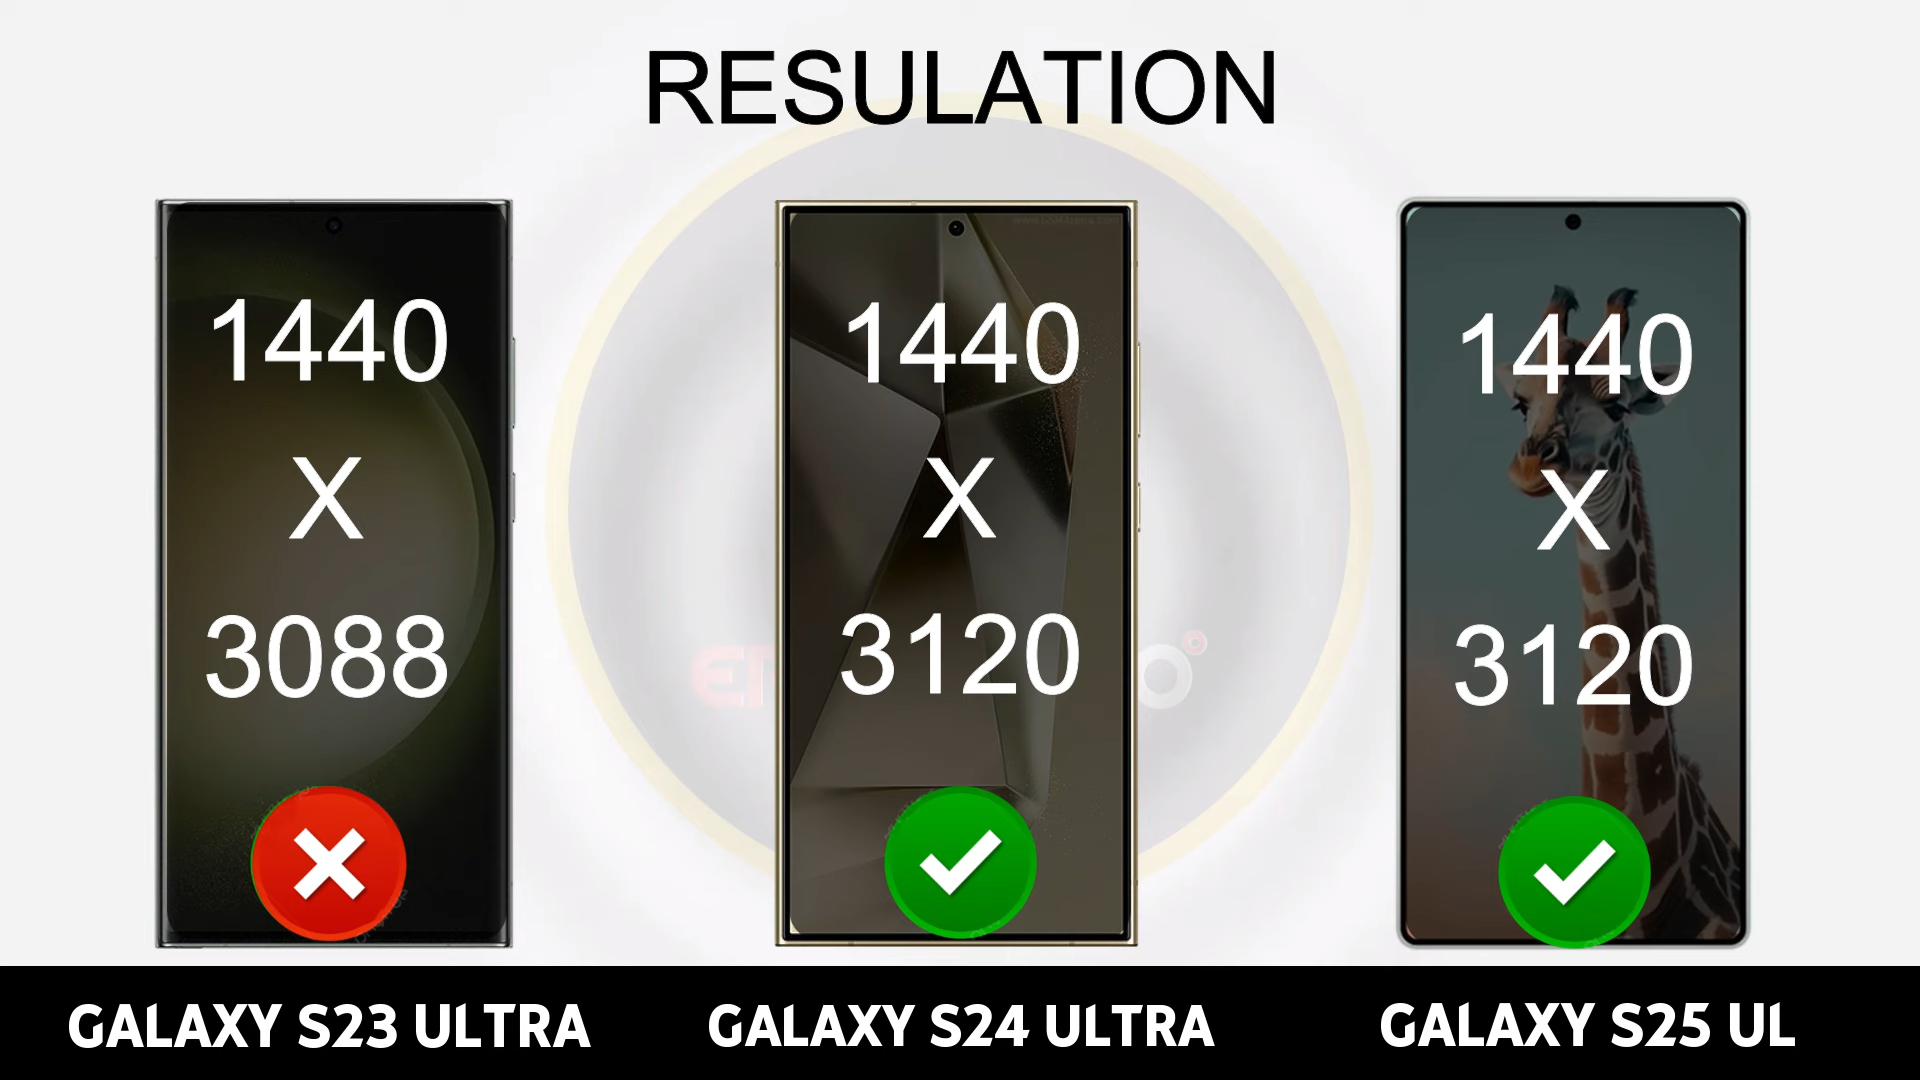 RESULATION
1440
X
3088
1440
X
3120
1440
X
3120
GALAXY S23 ULTRA
GALAXY S24 ULTRA
GALAXY S25 UL